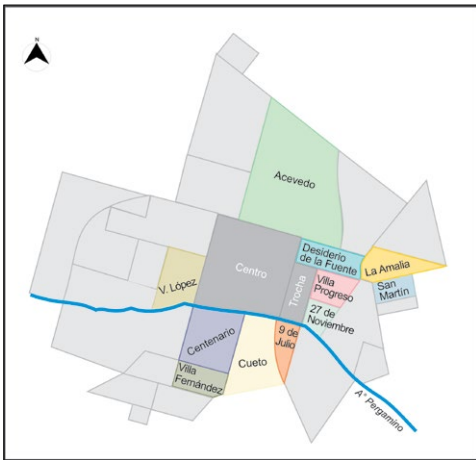 N
Acevedo
Desiderio
de la Fuente
La Amalia
Centro
Trocha
Villa
Progreso
San
Martín
V. López
27 de
Noviembre
9 de
Julio
Centenario
Cueto
Villa
Fernández
A° Pergamino